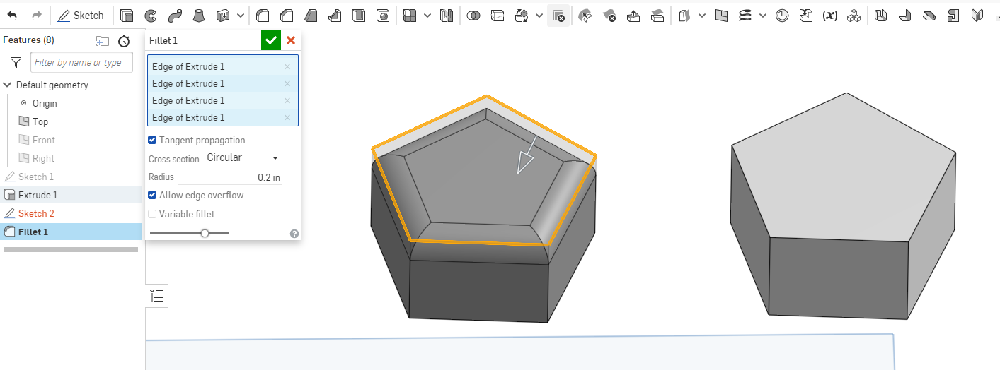 Sketch
(x)
Features (8)
Filter by name or type
Default geometry
Origin
Top
Front
Right
Sketch 1
Extrude 1
Sketch 2
Fillet 1
Fillet 1
Edge of Extrude 1
Edge of Extrude 1
Edge of Extrude 1
Edge of Extrude 1
Tangent propagation
Cross section Circular
Radius 0.2 in
Allow edge overflow
Variable fillet
?